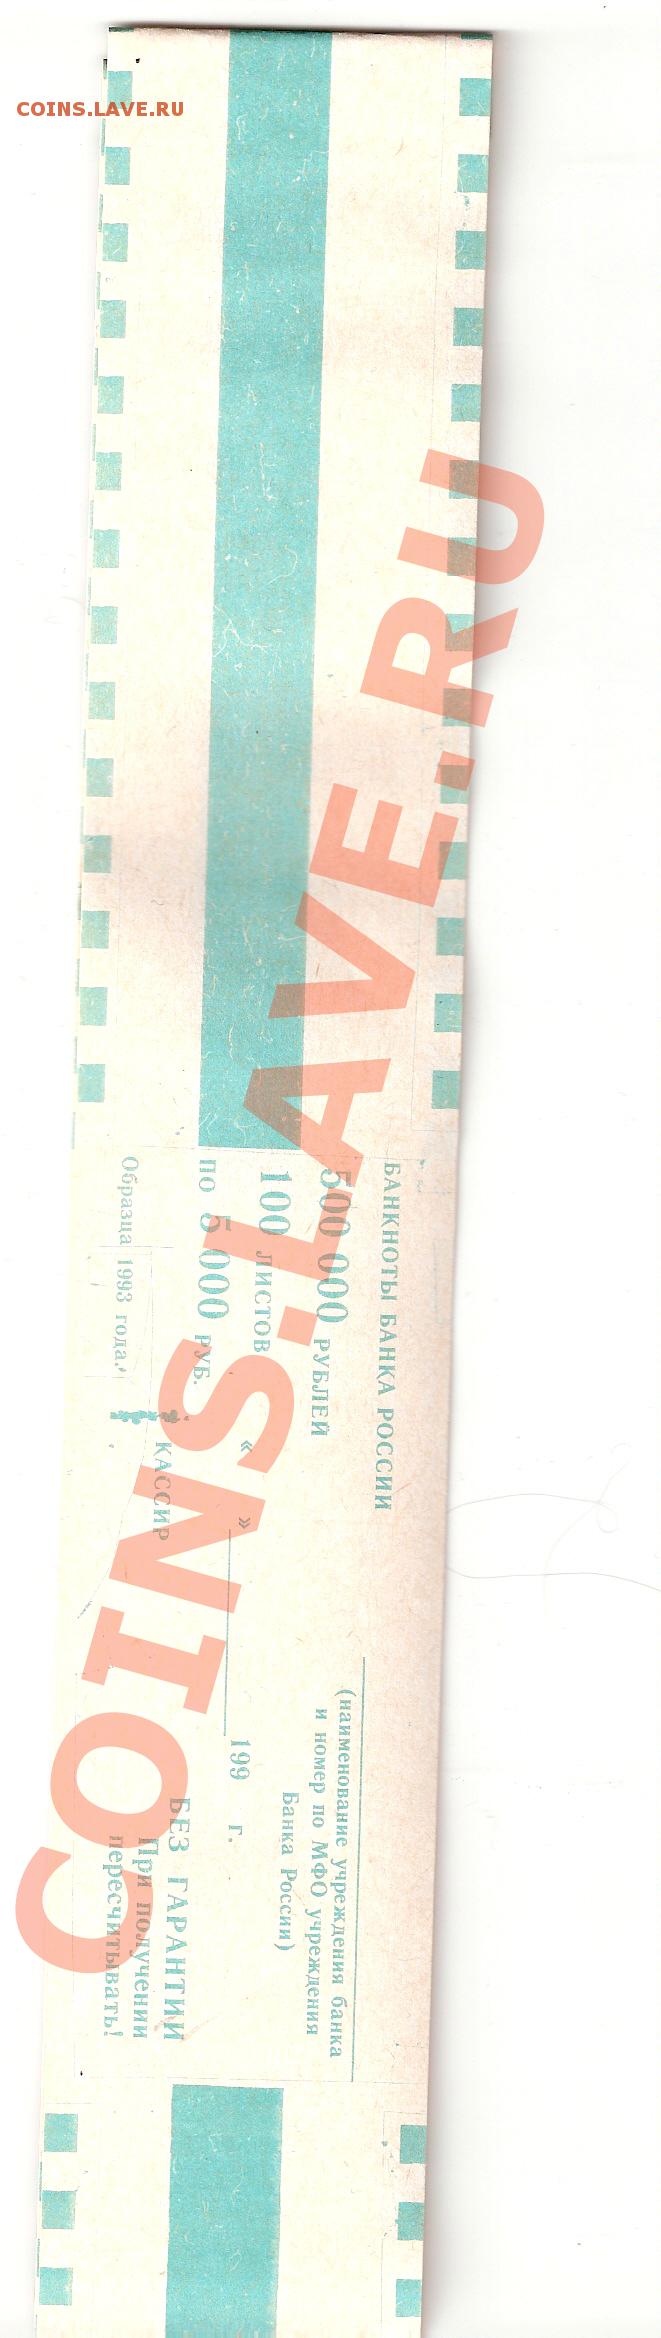 COINS.LAVE.RU
БАНКНОТЫ БАНКА РОССИИ
500 000 РУБЛЕЙ
100 ЛИСТОВ
ПО 5 000 РУБ.
Образца 1993 года.
« » 199 г.
КАССИР
(наименование учреждения банка
и номер по МФО учреждения
Банка России)
БЕЗ ГАРАНТИИ
При получении
пересчитывать!
COINS.LAVE.RU